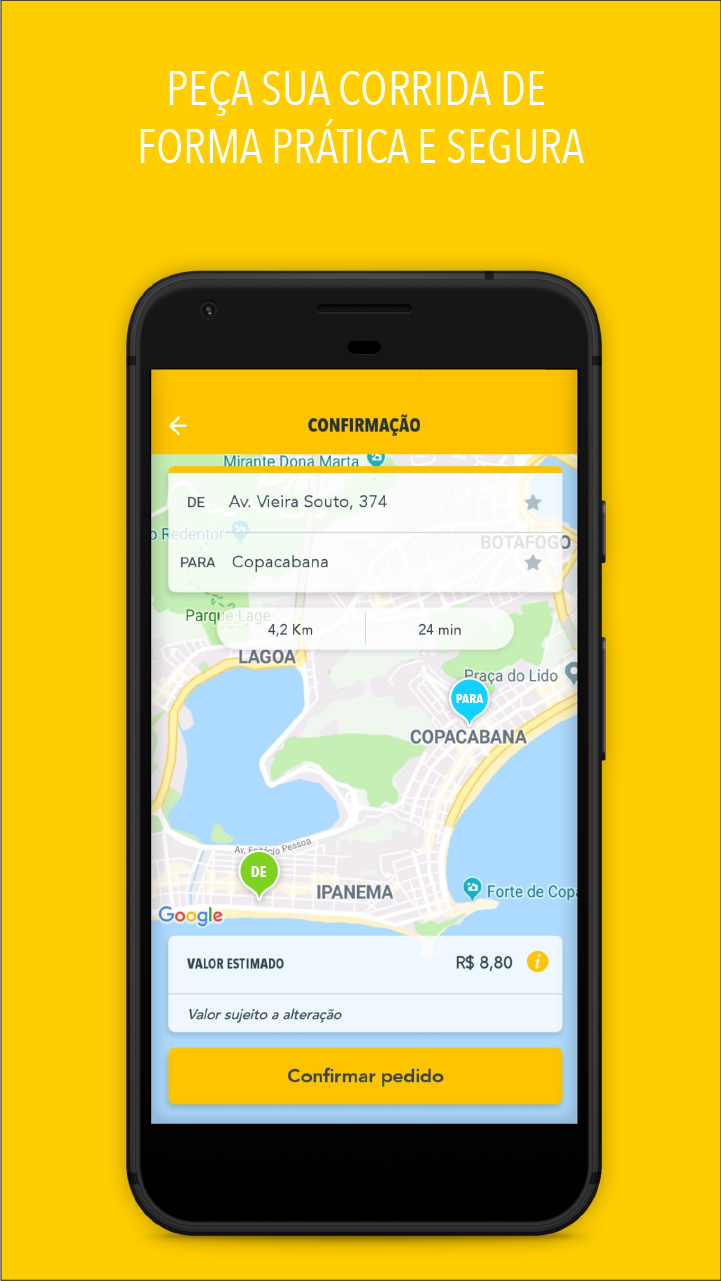 PEÇA SUA CORRIDA DE
FORMA PRÁTICA E SEGURA
CONFIRMAÇÃO
Mirante Dona Marta
DE Av. Vieira Souto, 374
Redentor
BOTAFOGO
PARA Copacabana
Parque Lage
4,2 Km 24 min
LAGOA
Praça do Lido
PARA
COPACABANA
Av. Epitácio Pessoa
DE
IPANEMA
Forte de Copa
Google
VALOR ESTIMADO R$ 8,80 i
Valor sujeito a alteração
Confirmar pedido